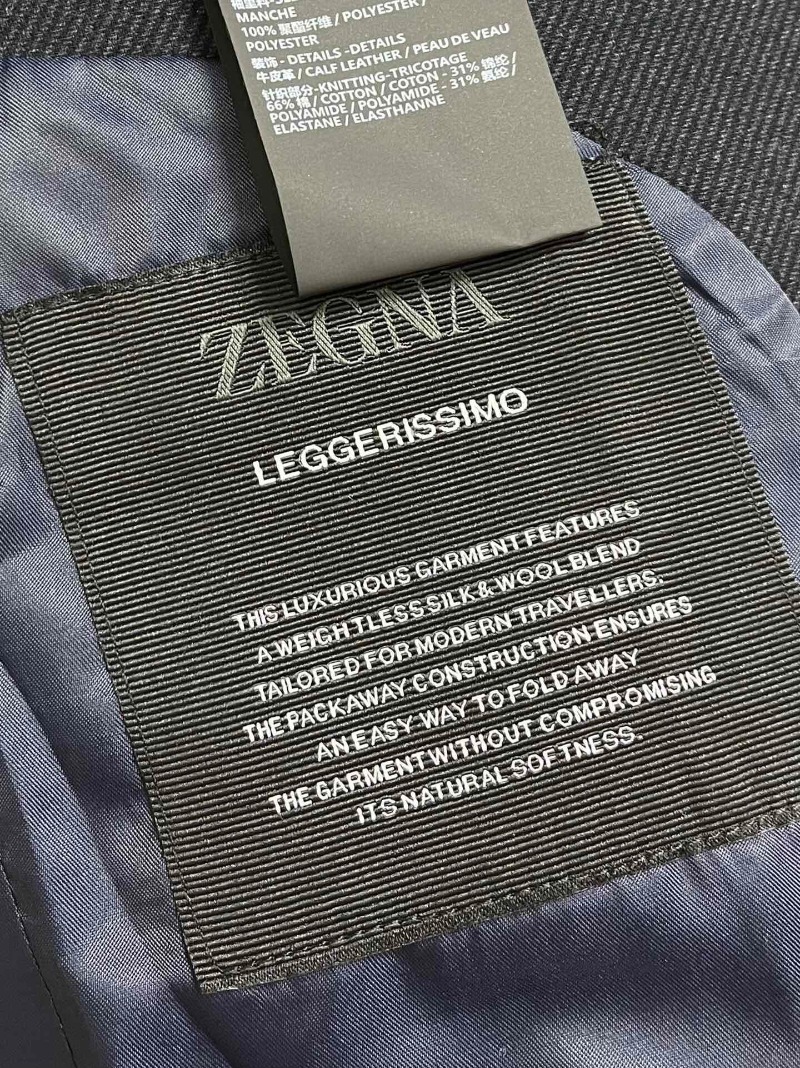 MANCHE
100% 聚酯纤维 / POLYESTER /
POLYESTER
装饰 - DETAILS -DETAILS
牛皮革 / CALF LEATHER / PEAU DE VEAU
针织部分-KNITTING-TRICOTAGE
66% 棉 / COTTON / COTON - 31% 锦纶 /
POLYAMIDE / POLYAMIDE - 31% 氨纶 /
ELASTANE / ELASTHANNE
ZEGNA
LEGGERISSIMO
THIS LUXURIOUS GARMENT FEATURES
A WEIGHTLESS SILK & WOOL BLEND
TAILORED FOR MODERN TRAVELLERS.
THE PACKAWAY CONSTRUCTION ENSURES
AN EASY WAY TO FOLD AWAY
THE GARMENT WITHOUT COMPROMISING
ITS NATURAL SOFTNESS.